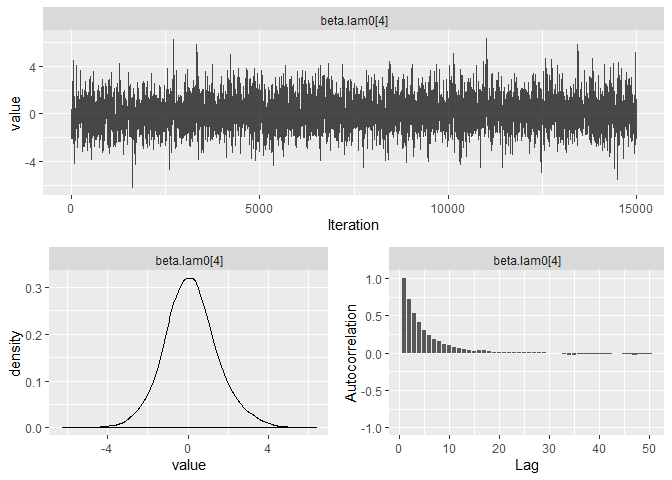 beta.lam0[4]
value
4
0
-4
0
5000
10000
15000
Iteration
beta.lam0[4]
density
0.3
0.2
0.1
0.0
-4
0
4
value
beta.lam0[4]
Autocorrelation
1.0
0.5
0.0
-0.5
-1.0
0
10
20
30
40
50
Lag